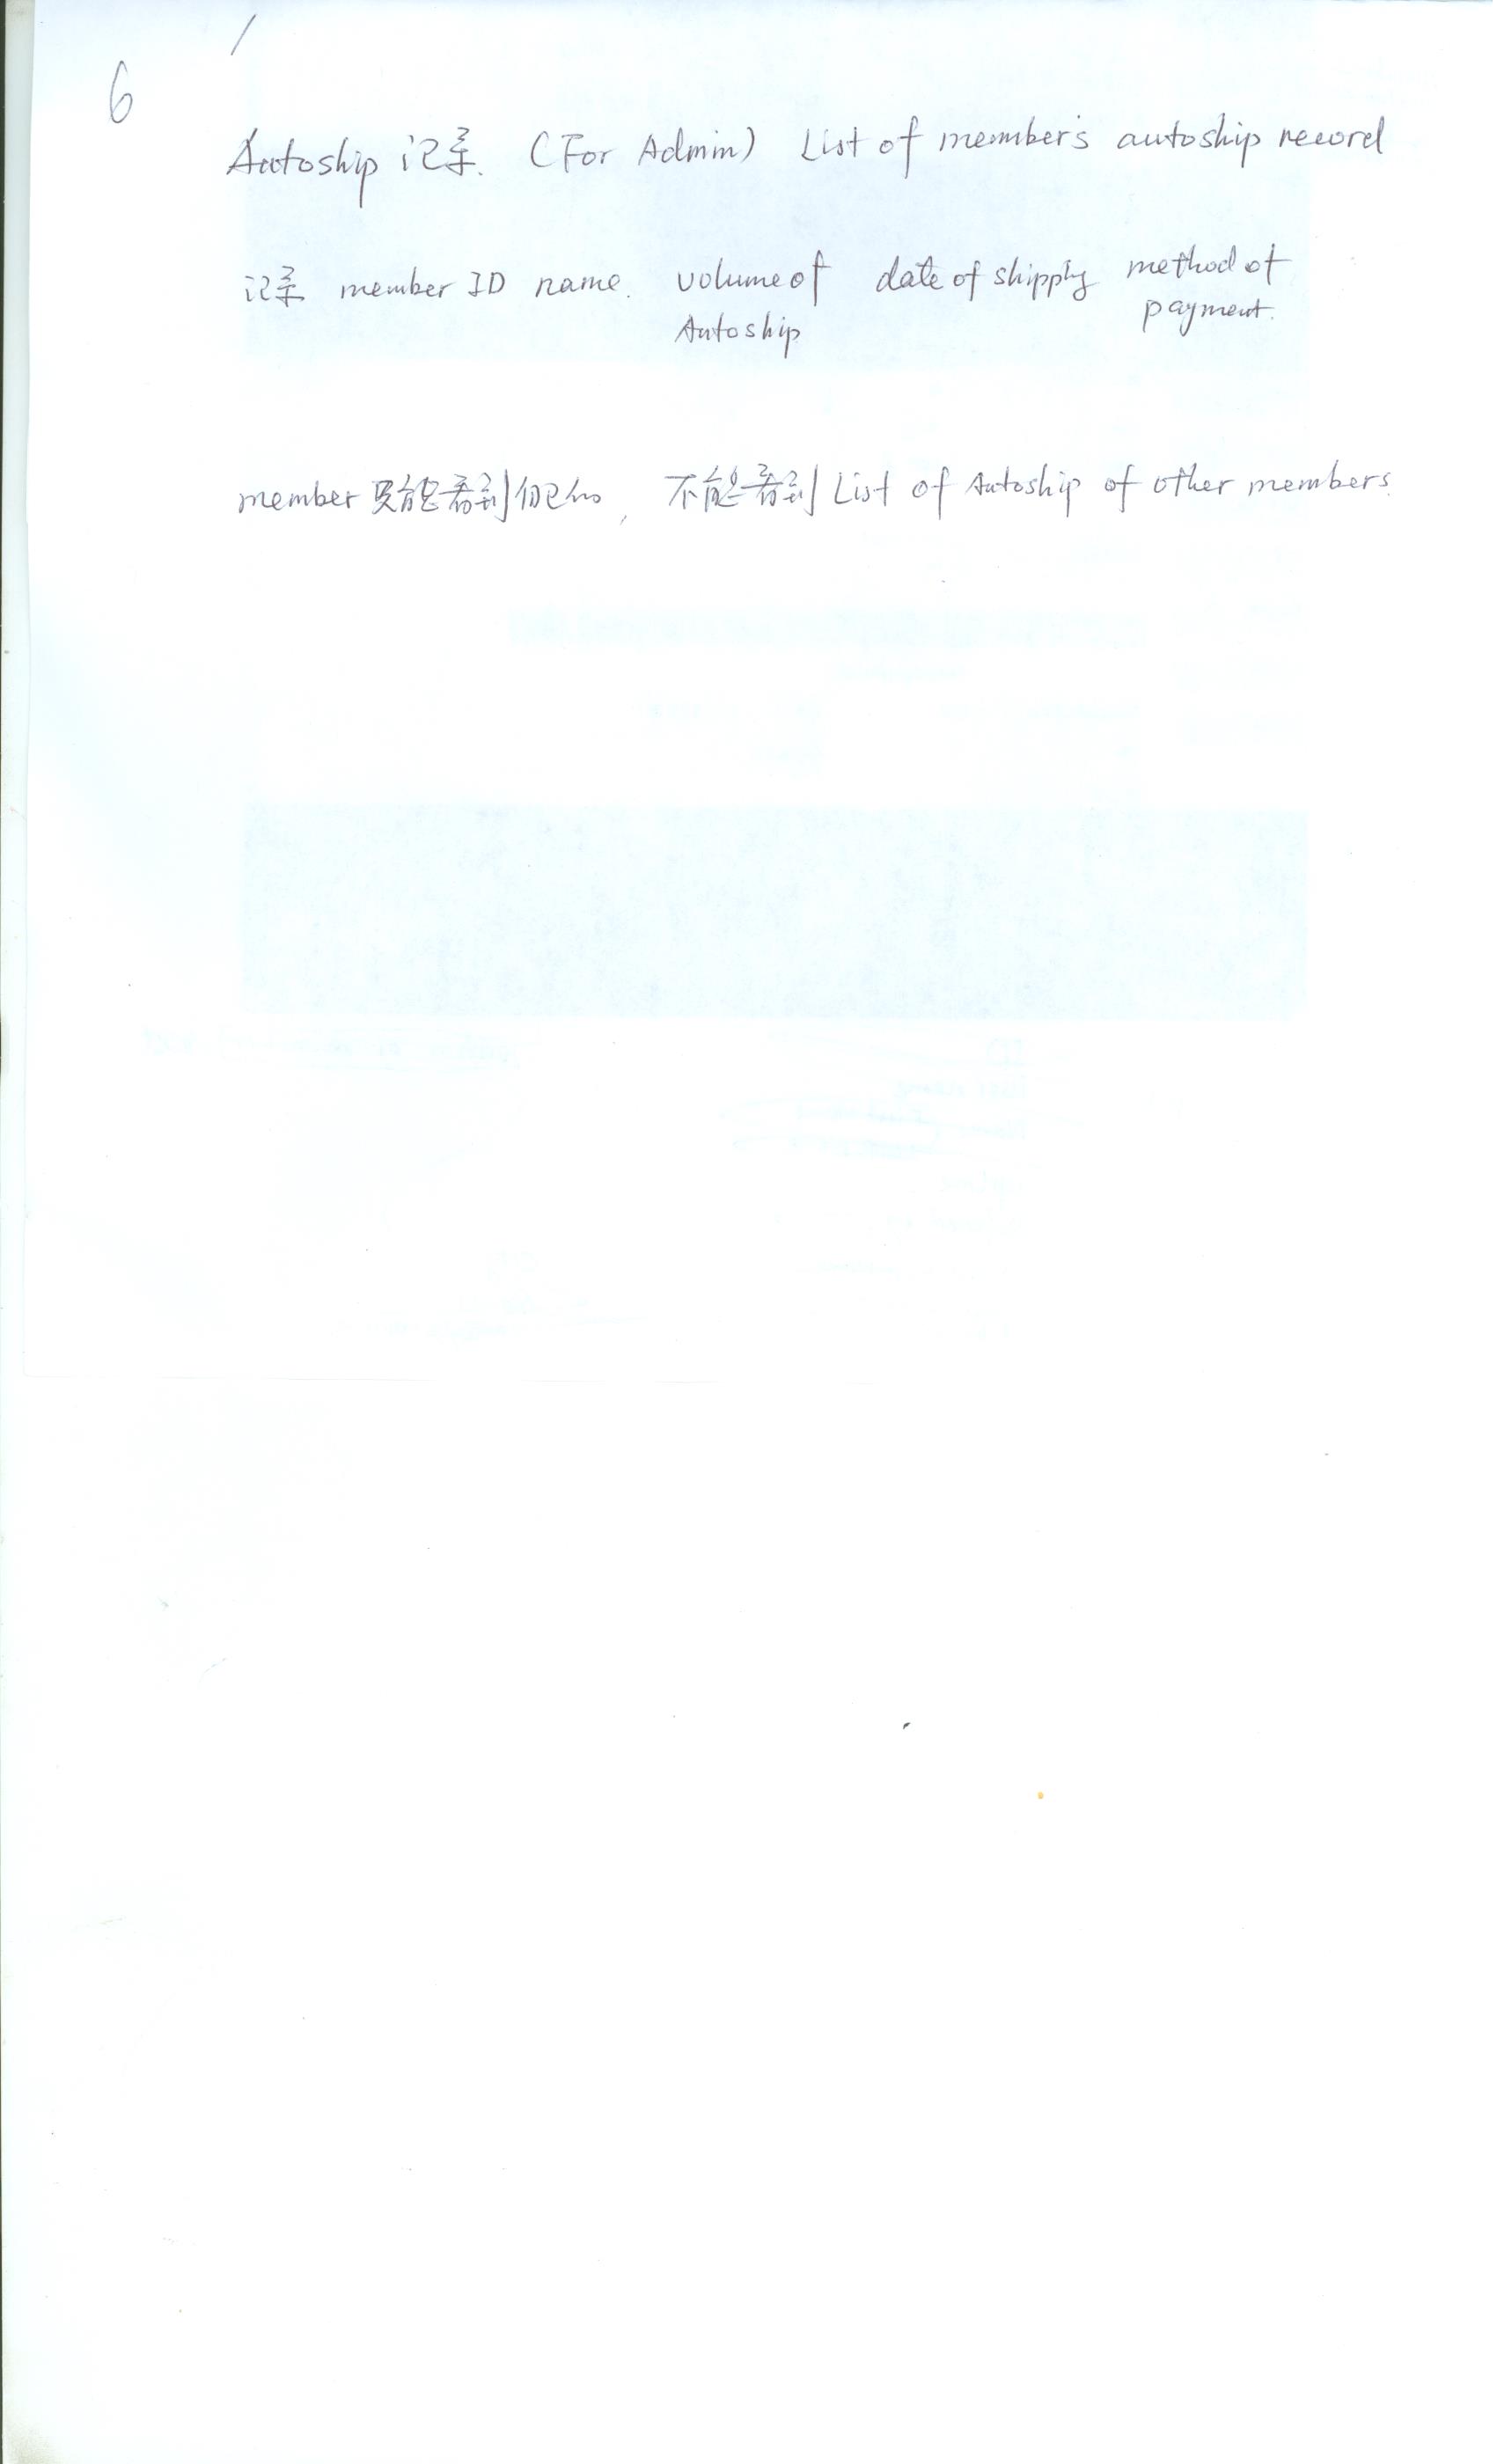 6
Autoship 记录. (For Admin) List of member's autoship record
记录 member ID name. volume of date of shipply method of
Autoship payment.
member 只能看到自己的, 不能看到 List of Autoship of other members.